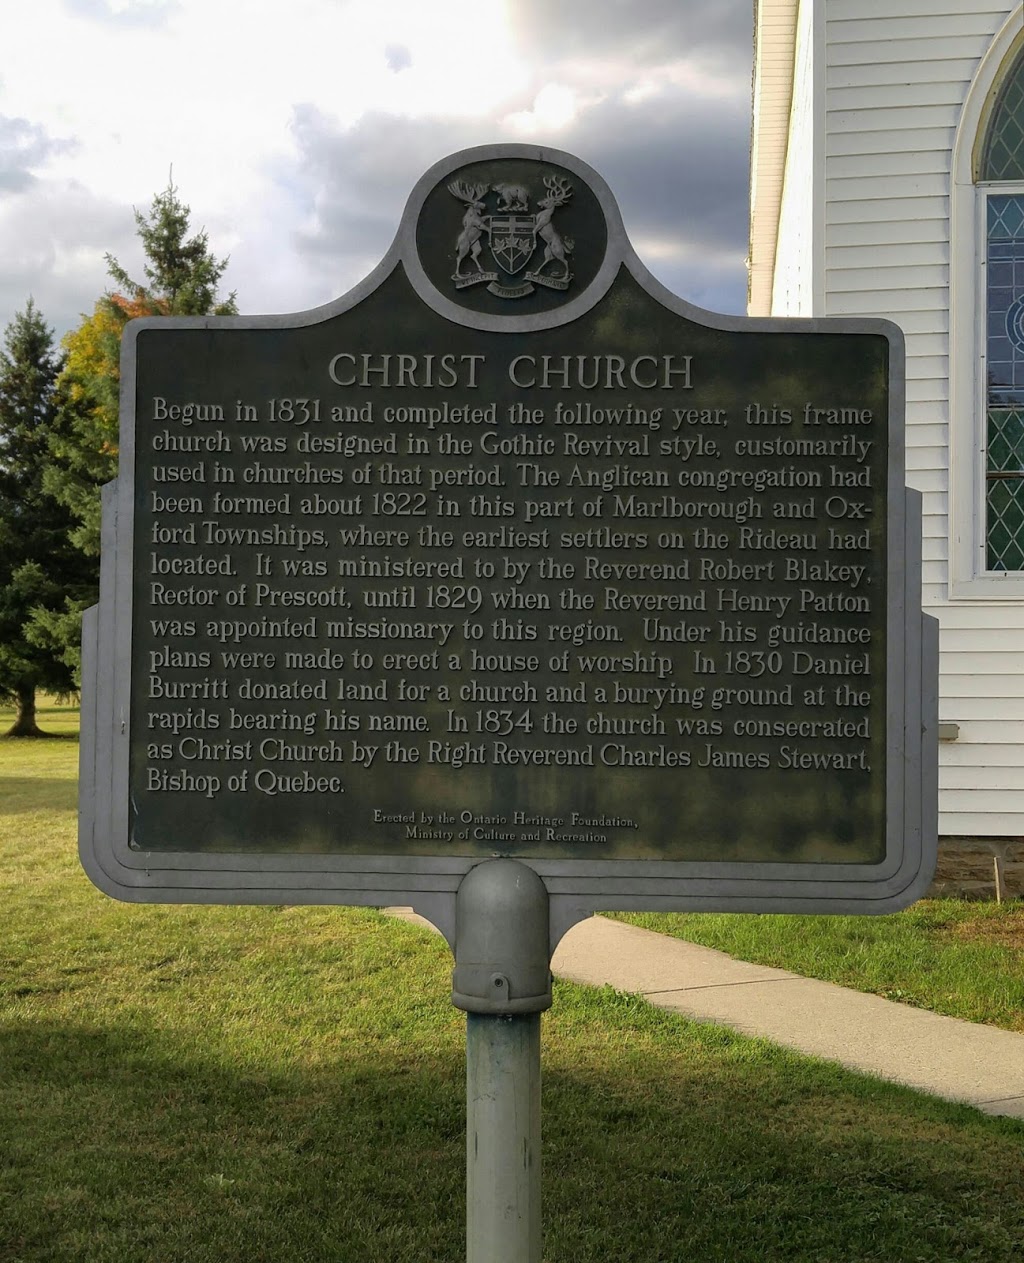 CHRIST CHURCH
Begun in 1831 and completed the following year, this frame
church was designed in the Gothic Revival style, customarily
used in churches of that period. The Anglican congregation had
been formed about 1822 in this part of Marlborough and Ox-
ford Townships, where the earliest settlers on the Rideau had
located. It was ministered to by the Reverend Robert Blakey,
Rector of Prescott, until 1829 when the Reverend Henry Patton
was appointed missionary to this region. Under his guidance
plans were made to erect a house of worship. In 1830 Daniel
Burritt donated land for a church and a burying ground at the
rapids bearing his name. In 1834 the church was consecrated
as Christ Church by the Right Reverend Charles James Stewart,
Bishop of Quebec.
Erected by the Ontario Heritage Foundation,
Ministry of Culture and Recreation